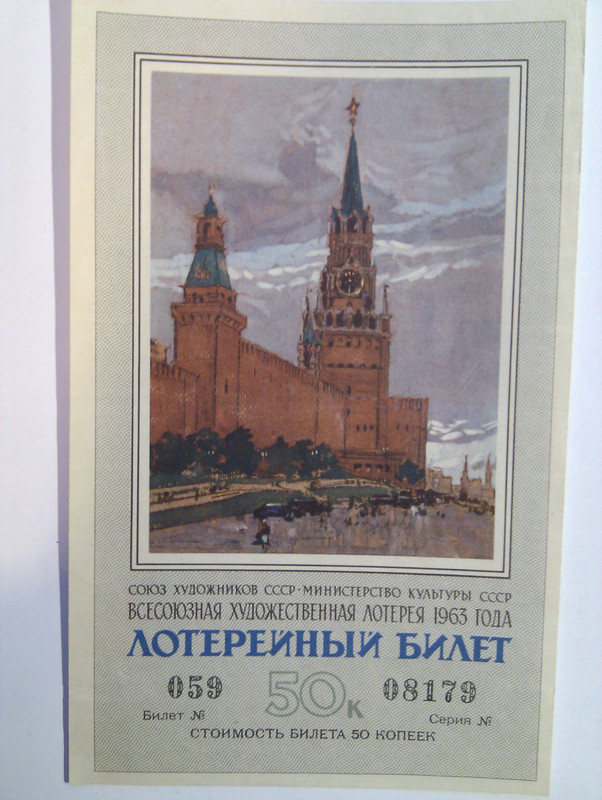 СОЮЗ ХУДОЖНИКОВ СССР·МИНИСТЕРСТВО КУЛЬТУРЫ СССР
ВСЕСОЮЗНАЯ ХУДОЖЕСТВЕННАЯ ЛОТЕРЕЯ 1963 ГОДА
ЛОТЕРЕЙНЫЙ БИЛЕТ
059 50К 08179
Билет № Серия №
СТОИМОСТЬ БИЛЕТА 50 КОПЕЕК